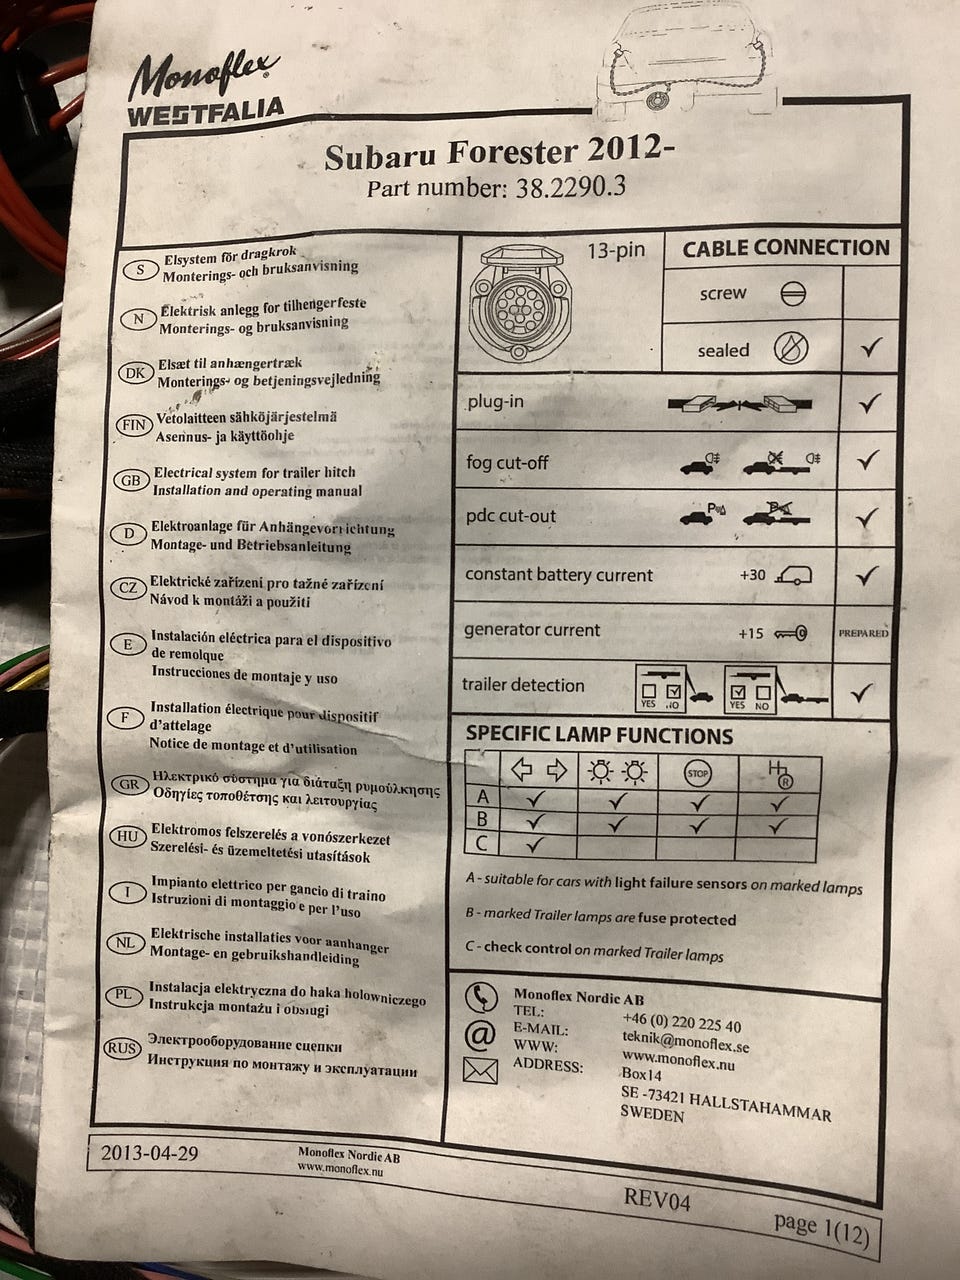 Monoflex
WESTFALIA
Subaru Forester 2012-
Part number: 38.2290.3
S
Elsystem för dragkrok
Monterings- och bruksanvisning
N
Elektrisk anlegg for tilhengerfeste
Monterings- og bruksanvisning
DK
Elsæt til anhængertræk
Monterings- og betjeningsvejledning
FIN
Vetolaitteen sähköjärjestelmä
Asennus- ja käyttöohje
GB
Electrical system for trailer hitch
Installation and operating manual
D
Elektroanlage für Anhängevorrichtung
Montage- und Betriebsanleitung
CZ
Elektrické zařízení pro tažné zařízení
Návod k montáži a použití
E
Instalación eléctrica para el dispositivo
de remolque
Instrucciones de montaje y uso
F
Installation électrique pour dispositif
d'attelage
Notice de montage et d'utilisation
GR
Ηλεκτρικό σύστημα για διάταξη ρυμούλκησης
Οδηγίες τοποθέτσης και λειτουργίας
HU
Elektromos felszerelés a vonószerkezet
Szerelési- és üzemeltetési utasítások
I
Impianto elettrico per gancio di traino
Istruzioni di montaggio e per l'uso
NL
Elektrische installaties voor aanhanger
Montage- en gebruikshandleiding
PL
Instalacja elektryczna do haka holowniczego
Instrukcja montażu i obsługi
RUS
Электрооборудование сцепки
Инструкция по монтажу и эксплуатации
13-pin
CABLE CONNECTION
screw
sealed ✓
plug-in ✓
fog cut-off ✓
pdc cut-out P ✓
constant battery current +30 ✓
generator current +15 PREPARED
trailer detection YES NO YES NO ✓
SPECIFIC LAMP FUNCTIONS
STOP R
A ✓ ✓ ✓ ✓
B ✓ ✓ ✓ ✓
C ✓
A - suitable for cars with light failure sensors on marked lamps
B - marked Trailer lamps are fuse protected
C - check control on marked Trailer lamps
Monoflex Nordic AB
TEL: +46 (0) 220 225 40
E-MAIL: teknik@monoflex.se
WWW: www.monoflex.nu
ADDRESS: Box14
SE -73421 HALLSTAHAMMAR
SWEDEN
2013-04-29
Monoflex Nordic AB
www.monoflex.nu
REV04
page 1(12)